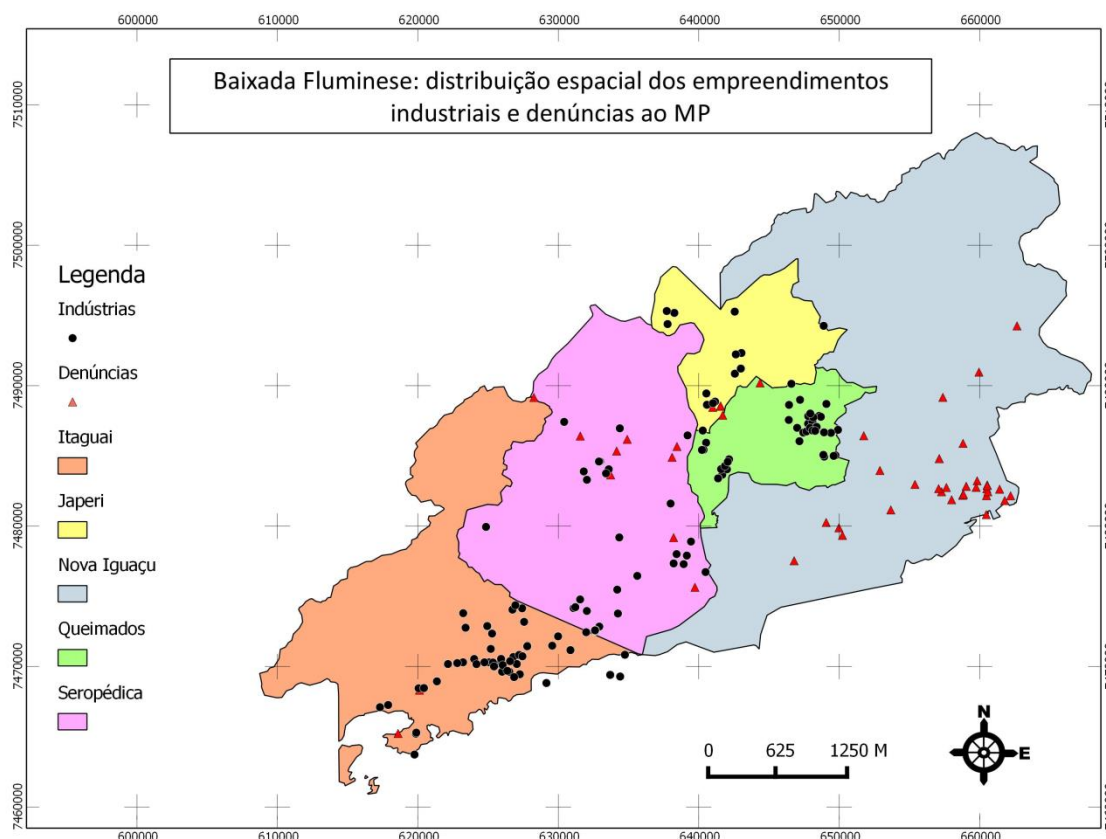 600000 610000 620000 630000 640000 650000 660000
Baixada Fluminese: distribuição espacial dos empreendimentos
industriais e denúncias ao MP
7510000
7500000
7490000
7480000
7470000
7460000
Legenda
Indústrias
Denúncias
Itaguai
Japeri
Nova Iguaçu
Queimados
Seropédica
N
E
0 625 1250 M
600000 610000 620000 630000 640000 650000 660000